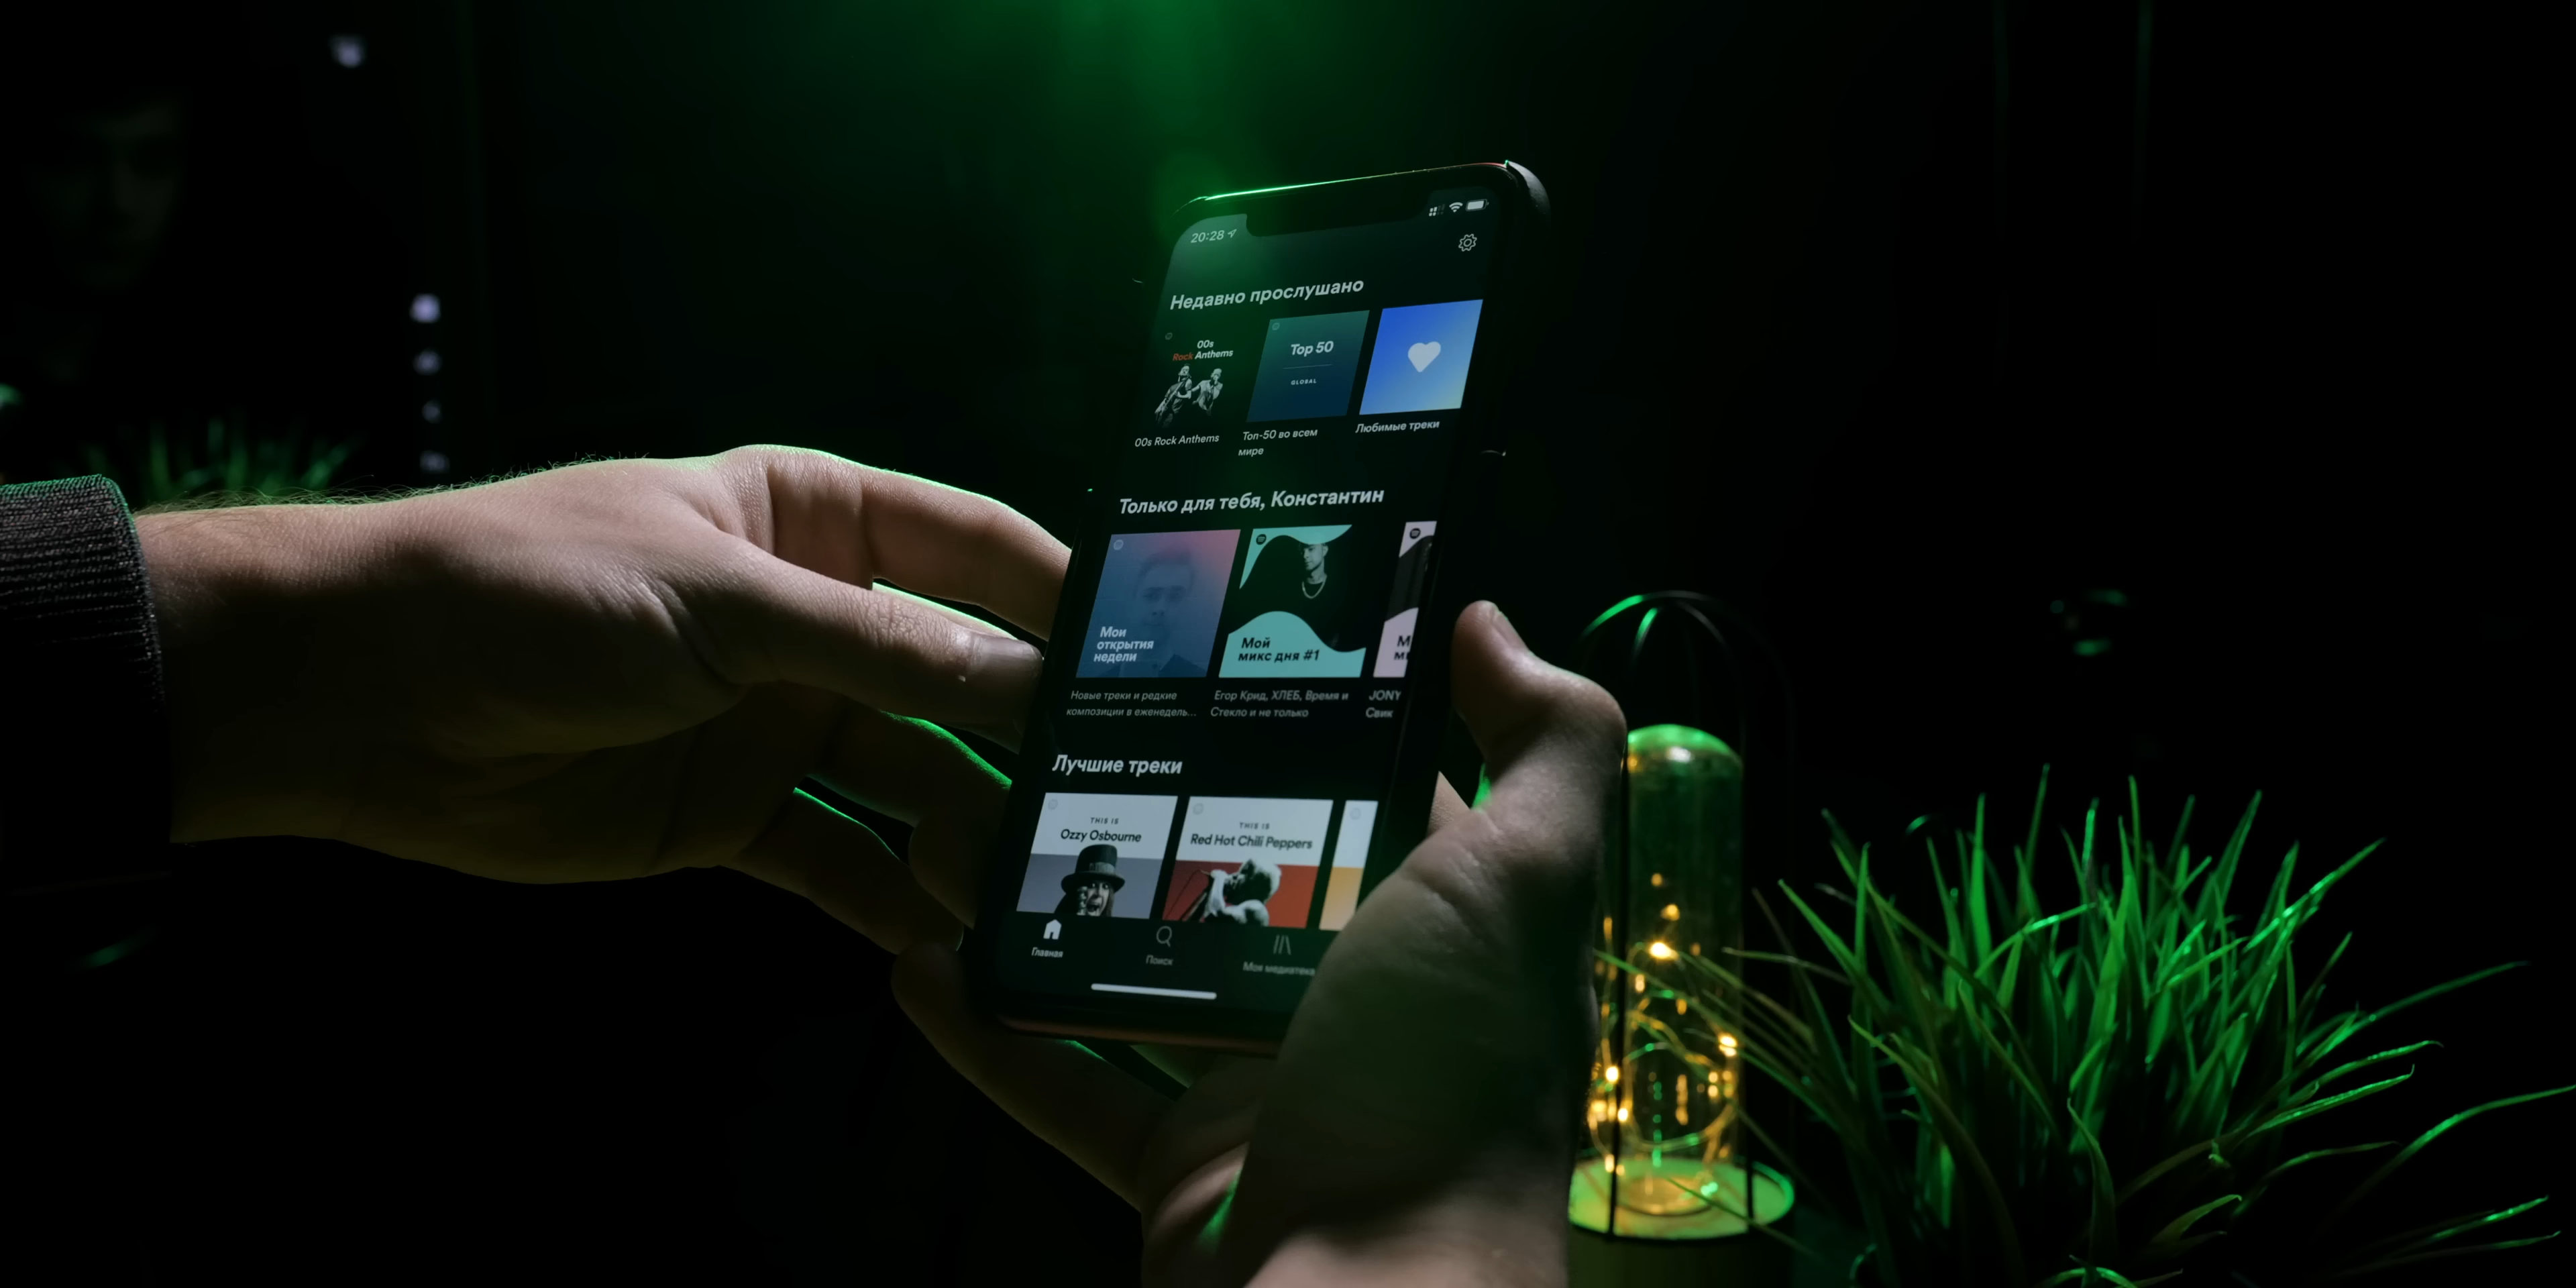 20:28
Недавно прослушано
00s
Rock Anthems
Top 50
GLOBAL
00s Rock Anthems
Топ-50 во всем
мире
Любимые треки
Только для тебя, Константин
Мои
открытия
недели
Мой
микс дня #1
Новые треки и редкие
композиции в еженедель...
Егор Крид, ХЛЕБ, Время и
Стекло и не только
JONY
Свик
Лучшие треки
THIS IS
Ozzy Osbourne
THIS IS
Red Hot Chili Peppers
Главная
Поиск
Моя медиатека